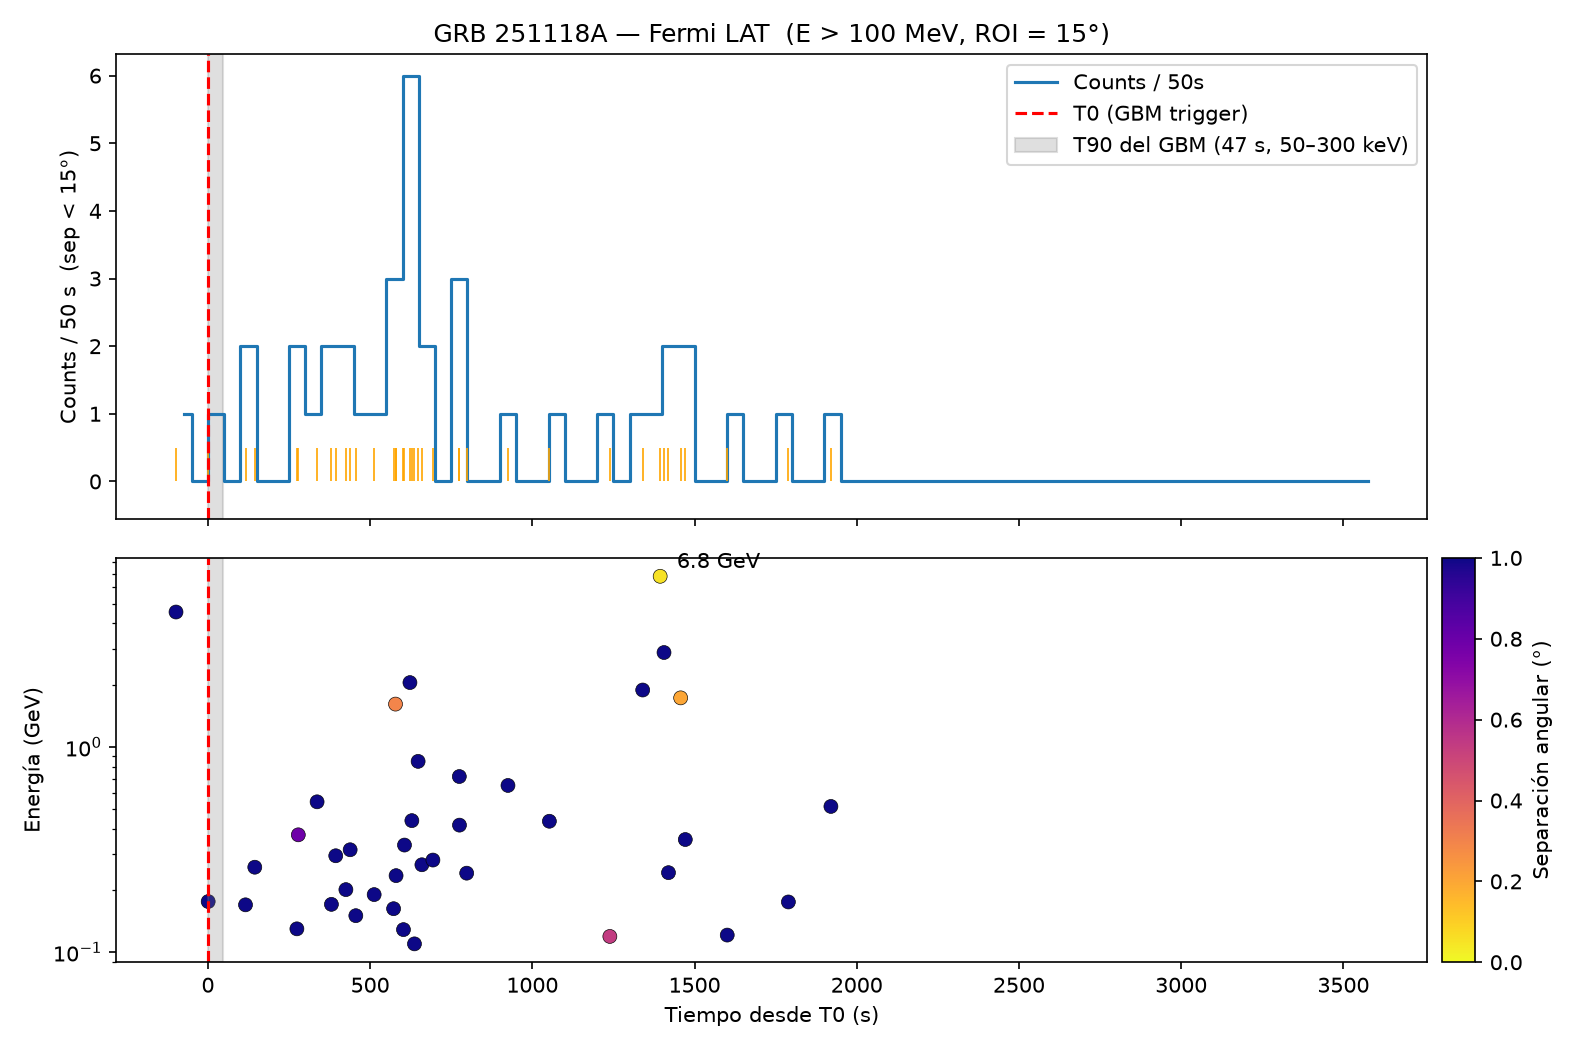 GRB 251118A — Fermi LAT  (E > 100 MeV, ROI = 15°)
Counts / 50 s  (sep < 15°)
6
5
4
3
2
1
0
Counts / 50s
T0 (GBM trigger)
T90 del GBM (47 s, 50–300 keV)
Energía (GeV)
10⁰
10⁻¹
6.8 GeV
0
500
1000
1500
2000
2500
3000
3500
Tiempo desde T0 (s)
1.0
0.8
0.6
0.4
0.2
0.0
Separación angular (°)